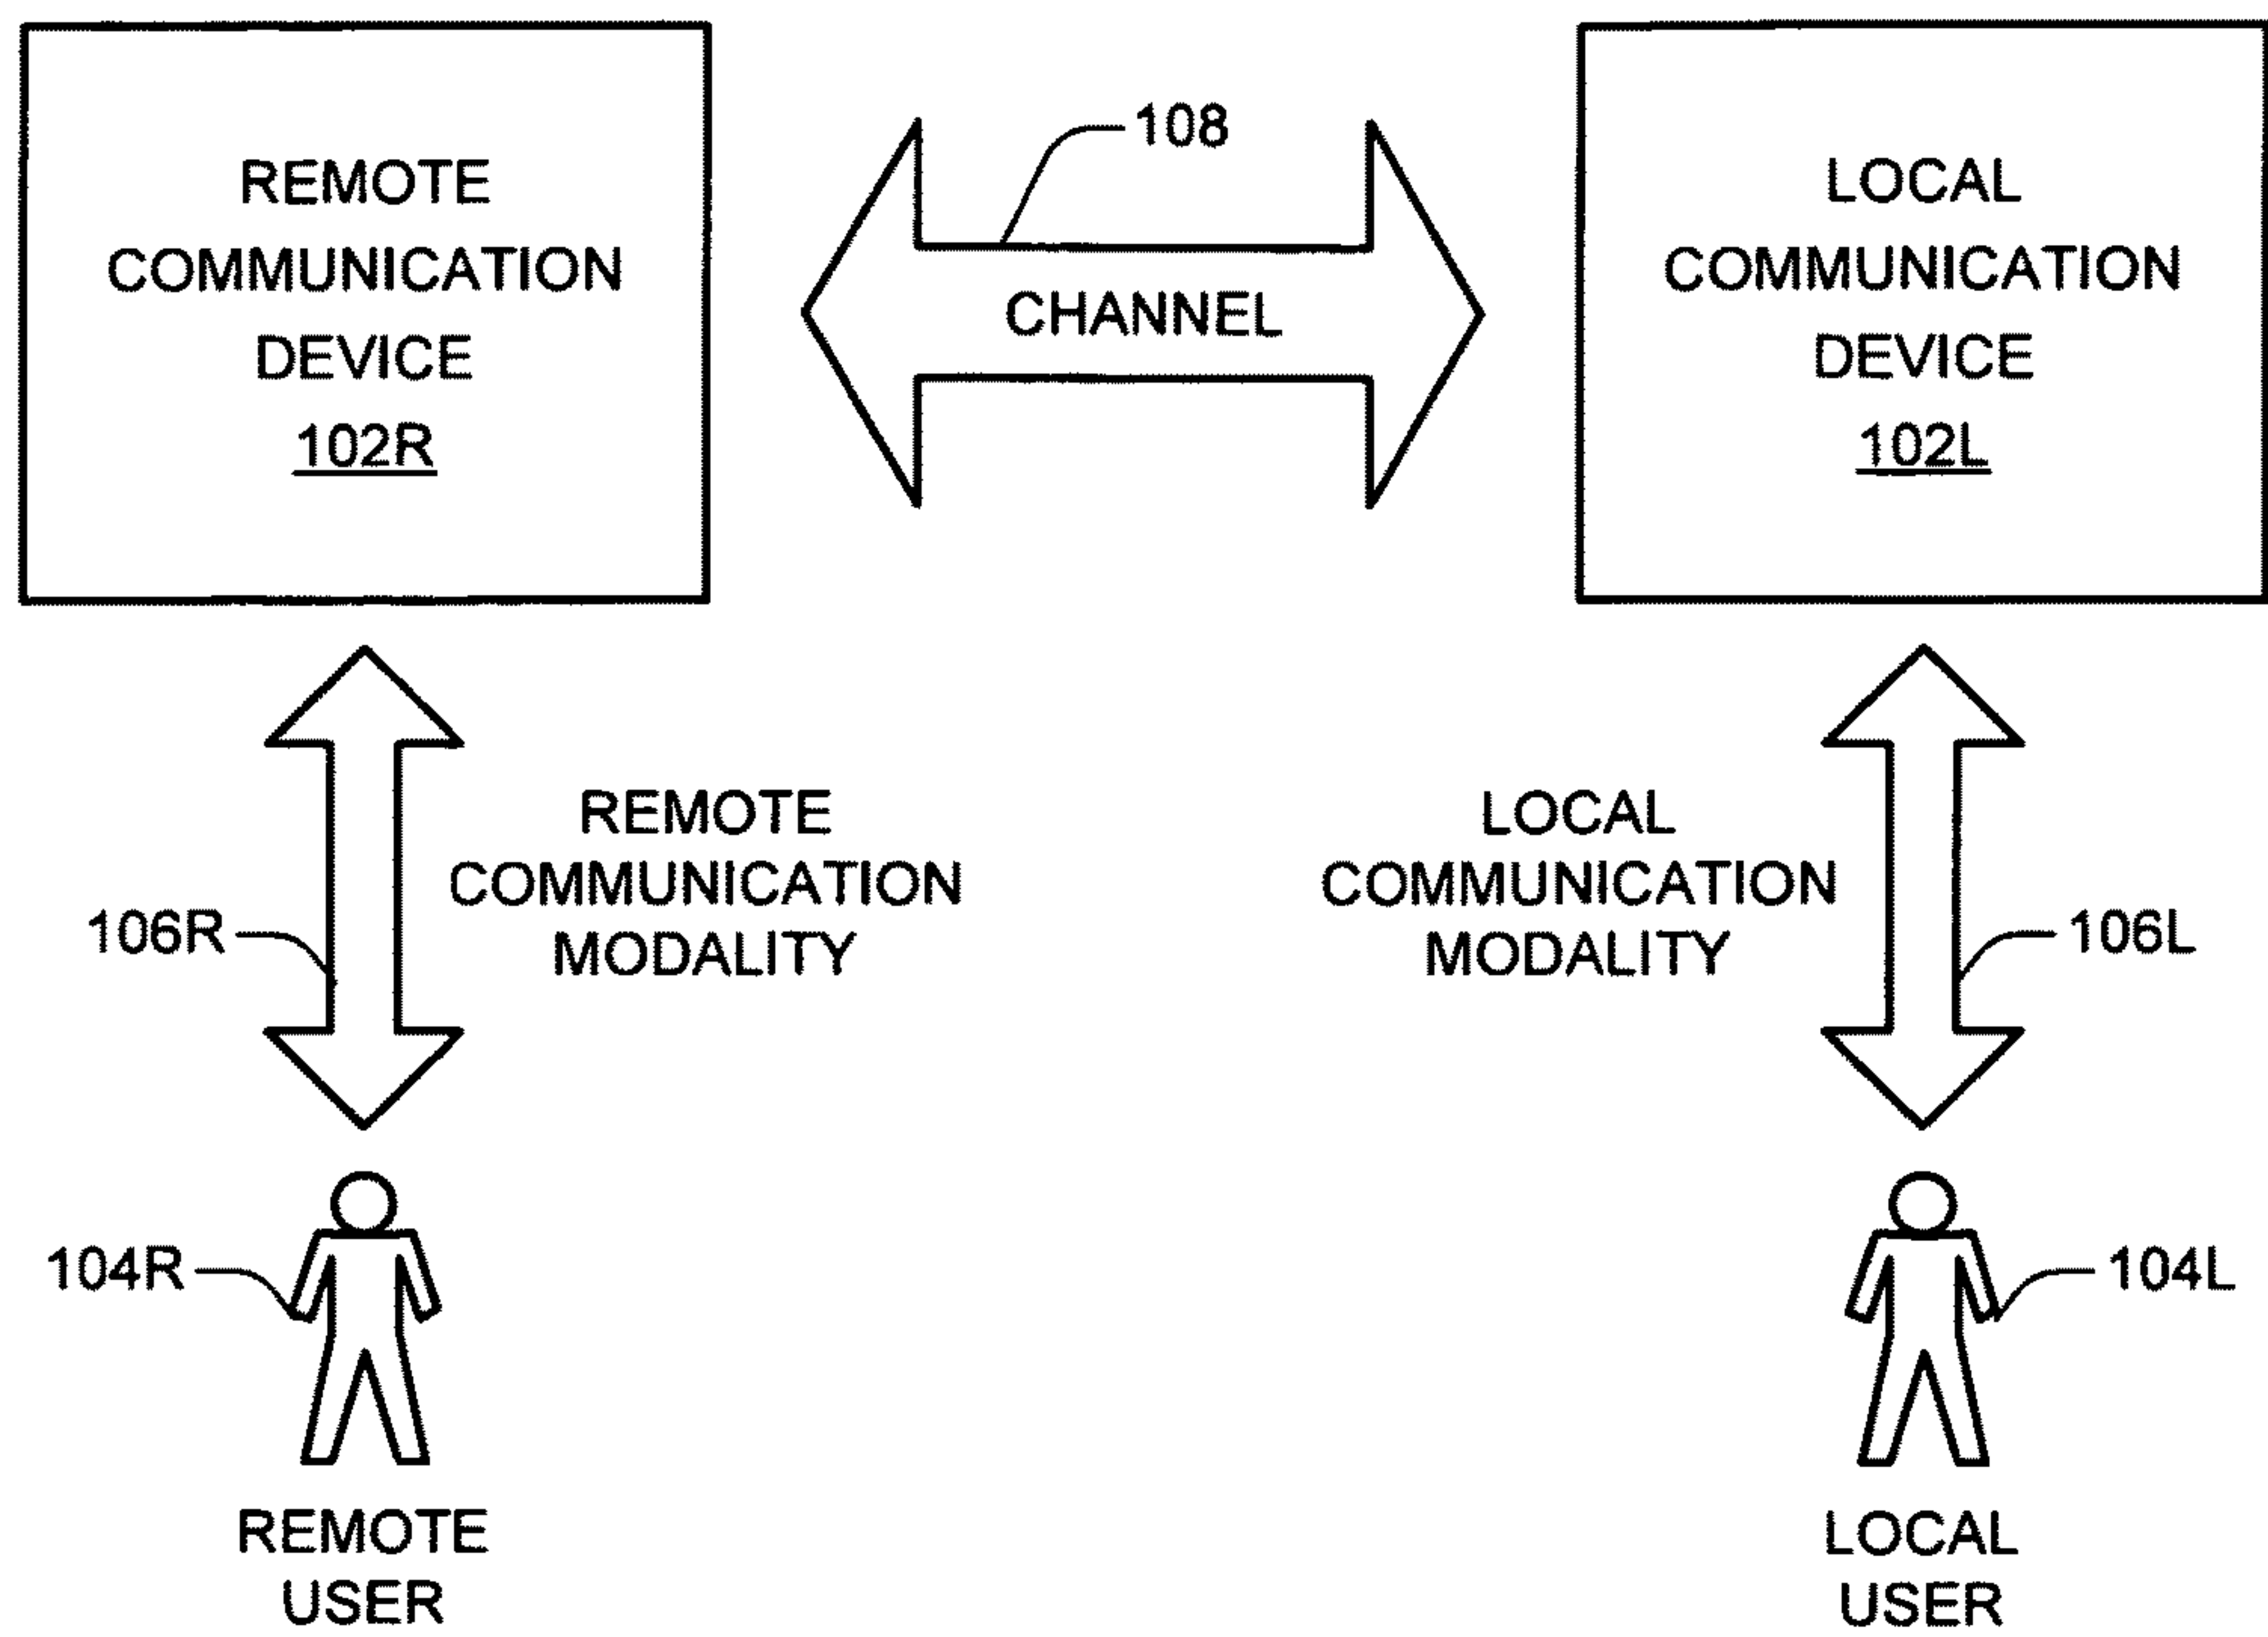 REMOTE
COMMUNICATION
DEVICE
102R
108
CHANNEL
LOCAL
COMMUNICATION
DEVICE
102L
REMOTE
COMMUNICATION
MODALITY
106R
LOCAL
COMMUNICATION
MODALITY
106L
104R
REMOTE
USER
104L
LOCAL
USER